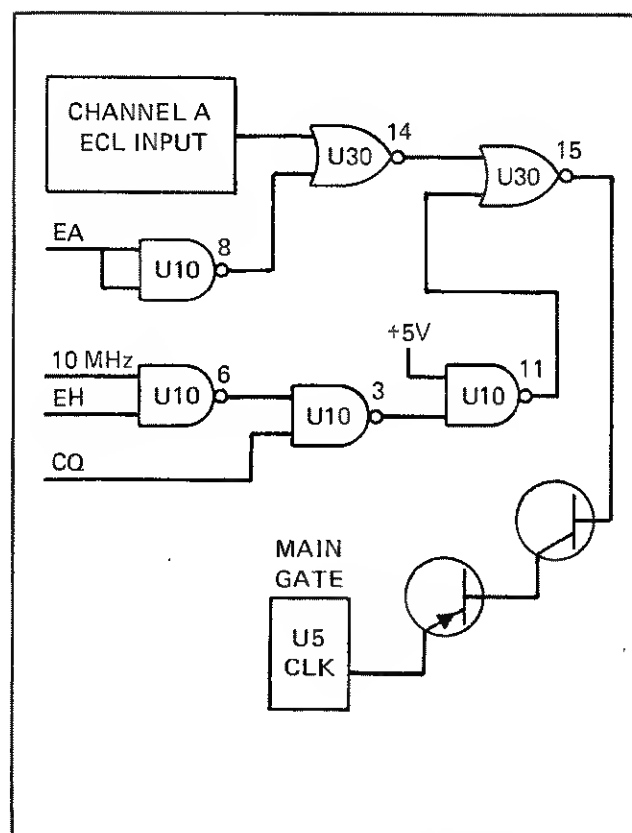 CHANNEL A
ECL INPUT
14
U30
15
U30
EA
8
U10
+5V
10 MHz
6
U10
EH
3
U10
11
U10
CQ
MAIN
GATE
U5
CLK